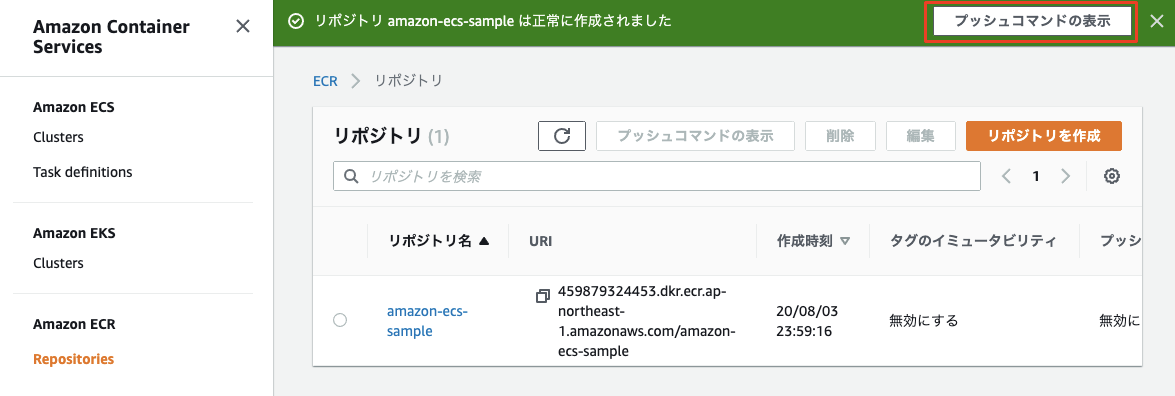 Amazon Container
Services
リポジトリ amazon-ecs-sample は正常に作成されました
プッシュコマンドの表示
Amazon ECS
Clusters
Task definitions
Amazon EKS
Clusters
Amazon ECR
Repositories
ECR
リポジトリ
リポジトリ (1)
プッシュコマンドの表示
削除
編集
リポジトリを作成
リポジトリを検索
1
リポジトリ名
URI
作成時刻
タグのイミュータビリティ
プッシ
amazon-ecs-
sample
459879324453.dkr.ecr.ap-
northeast-
1.amazonaws.com/amazon-
ecs-sample
20/08/03
23:59:16
無効にする
無効に